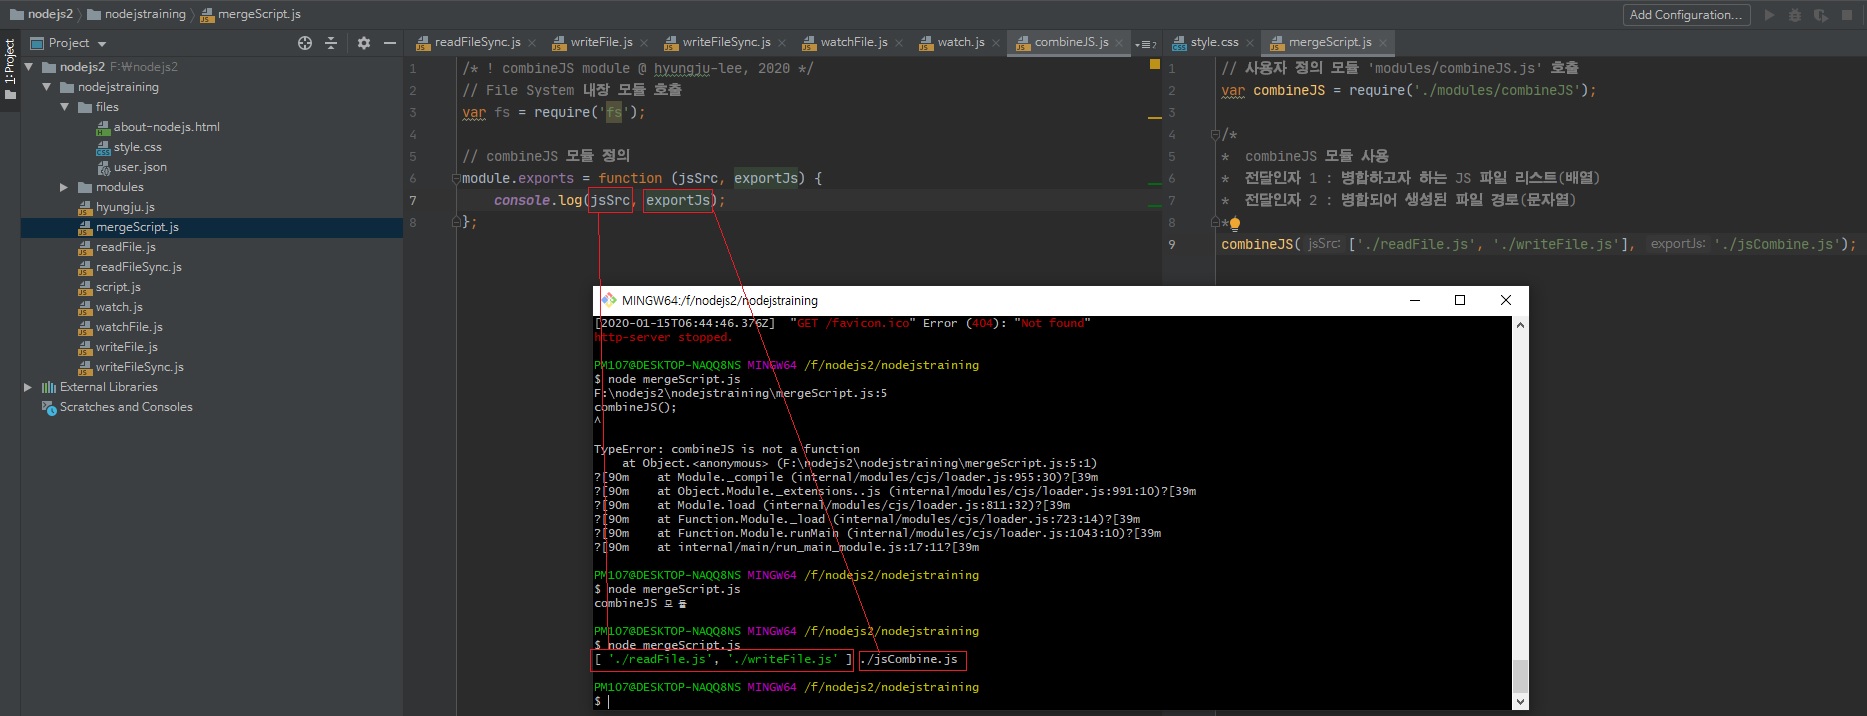 nodejs2 nodejstraining mergeScript.js
Add Configuration...
1: Project
Project
nodejs2 F:￦nodejs2
nodejstraining
files
about-nodejs.html
style.css
user.json
modules
hyungju.js
mergeScript.js
readFile.js
readFileSync.js
script.js
watch.js
watchFile.js
writeFile.js
writeFileSync.js
External Libraries
Scratches and Consoles
readFileSync.js writeFile.js writeFileSync.js watchFile.js watch.js combineJS.js
1 /* ! combineJS module @ hyungju-lee, 2020 */
2 // File System 내장 모듈 호출
3 var fs = require('fs');
4
5 // combineJS 모듈 정의
6 module.exports = function (jsSrc, exportJs) {
7 console.log(jsSrc, exportJs);
8 };
style.css mergeScript.js
1 // 사용자 정의 모듈 'modules/combineJS.js' 호출
2 var combineJS = require('./modules/combineJS');
3
4 /*
5 * combineJS 모듈 사용
6 * 전달인자 1 : 병합하고자 하는 JS 파일 리스트(배열)
7 * 전달인자 2 : 병합되어 생성된 파일 경로(문자열)
8 *
9 combineJS( jsSrc: ['./readFile.js', './writeFile.js'], exportJs: './jsCombine.js');
MINGW64:/f/nodejs2/nodejstraining
[2020-01-15T06:44:46.376Z] "GET /favicon.ico" Error (404): "Not found"
http-server stopped.
PM107@DESKTOP-NAQQ8NS MINGW64 /f/nodejs2/nodejstraining
$ node mergeScript.js
F:\nodejs2\nodejstraining\mergeScript.js:5
combineJS();
^
TypeError: combineJS is not a function
at Object.<anonymous> (F:\nodejs2\nodejstraining\mergeScript.js:5:1)
?[90m at Module._compile (internal/modules/cjs/loader.js:955:30)?[39m
?[90m at Object.Module._extensions..js (internal/modules/cjs/loader.js:991:10)?[39m
?[90m at Module.load (internal/modules/cjs/loader.js:811:32)?[39m
?[90m at Function.Module._load (internal/modules/cjs/loader.js:723:14)?[39m
?[90m at Function.Module.runMain (internal/modules/cjs/loader.js:1043:10)?[39m
?[90m at internal/main/run_main_module.js:17:11?[39m
PM107@DESKTOP-NAQQ8NS MINGW64 /f/nodejs2/nodejstraining
$ node mergeScript.js
combineJS 모듈
PM107@DESKTOP-NAQQ8NS MINGW64 /f/nodejs2/nodejstraining
$ node mergeScript.js
[ './readFile.js', './writeFile.js' ] ./jsCombine.js
PM107@DESKTOP-NAQQ8NS MINGW64 /f/nodejs2/nodejstraining
$